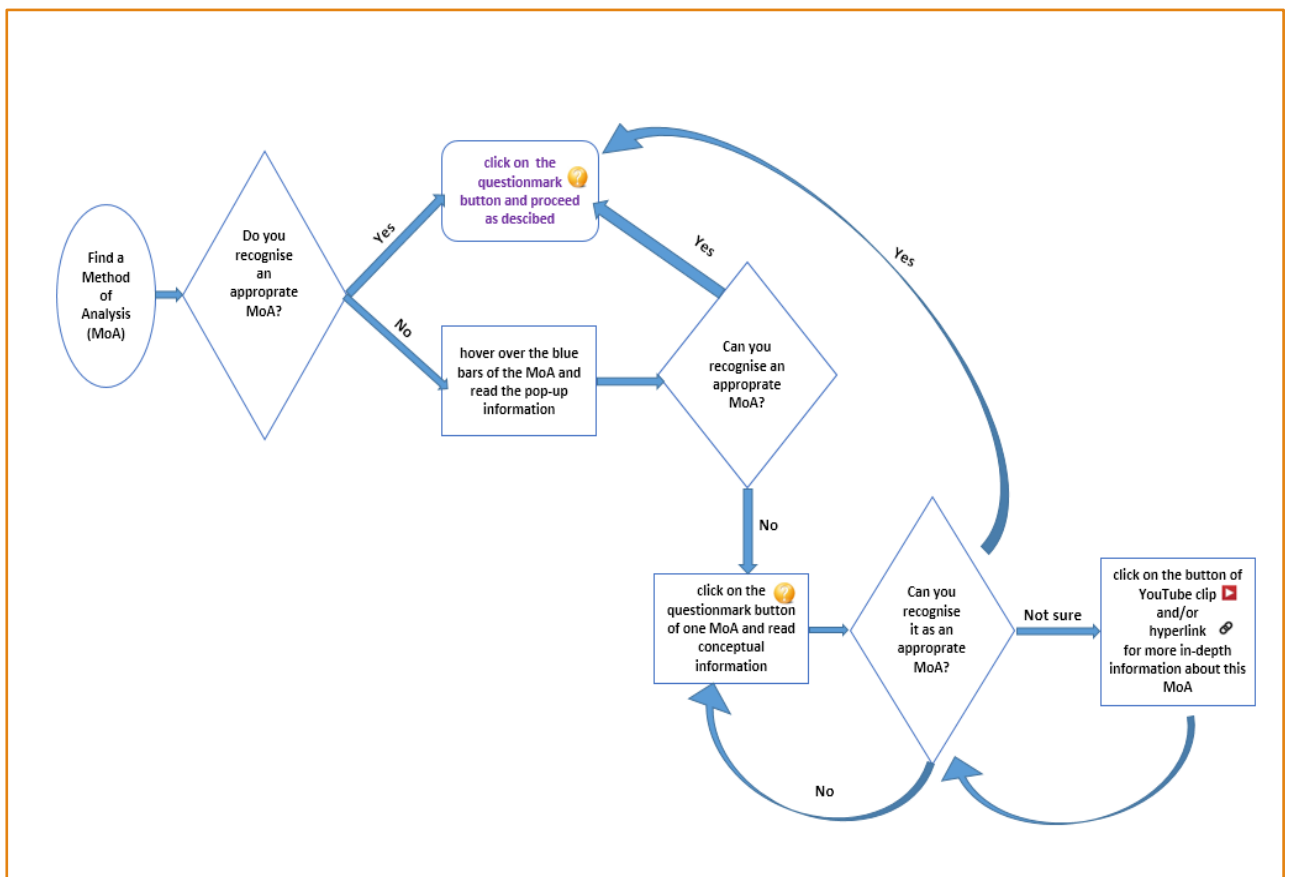 Find a
Method
of
Analysis
(MoA)
Do you
recognise
an
approprate
MoA?
Yes
No
click on the
questionmark
button and proceed
as descibed
hover over the blue
bars of the MoA and
read the pop-up
information
Yes
Can you
recognise an
approprate
MoA?
No
Yes
click on the
questionmark button
of one MoA and read
conceptual
information
Can you
recognise
it as an
approprate
MoA?
Not sure
No
click on the button of
YouTube clip
and/or
hyperlink
for more in-depth
information about this
MoA